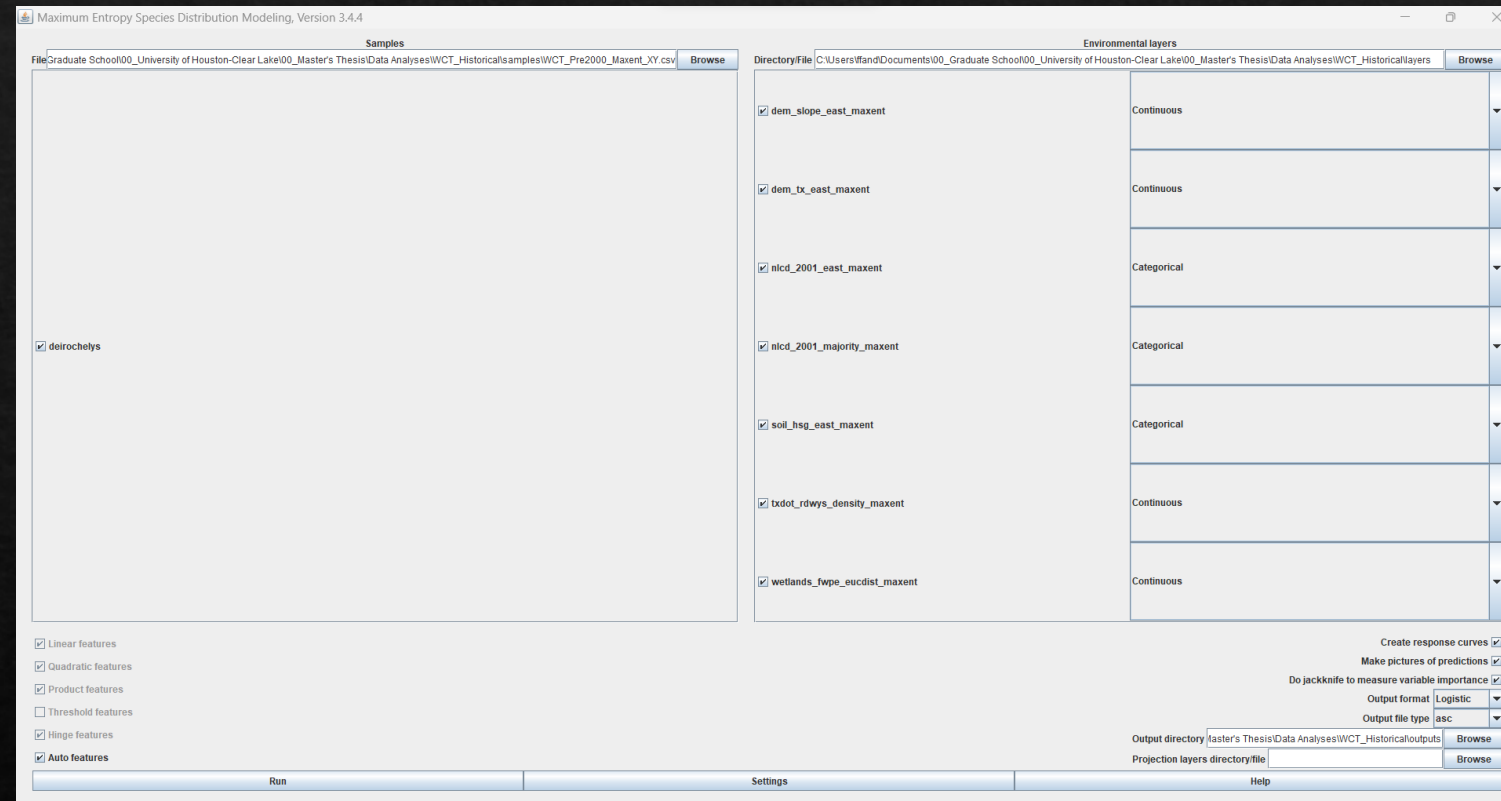 Maximum Entropy Species Distribution Modeling, Version 3.4.4
Samples
File Graduate School\00_University of Houston-Clear Lake\00_Master's Thesis\Data Analyses\WCT_Historical\samples\WCT_Pre2000_Maxent_XY.csv Browse
deirochelys
Environmental layers
Directory/File C:\Users\ffand\Documents\00_Graduate School\00_University of Houston-Clear Lake\00_Master's Thesis\Data Analyses\WCT_Historical\layers Browse
dem_slope_east_maxent Continuous
dem_tx_east_maxent Continuous
nlcd_2001_east_maxent Categorical
nlcd_2001_majority_maxent Categorical
soil_hsg_east_maxent Categorical
txdot_rdwys_density_maxent Continuous
wetlands_fwpe_eucdist_maxent Continuous
Linear features
Quadratic features
Product features
Threshold features
Hinge features
Auto features
Create response curves
Make pictures of predictions
Do jackknife to measure variable importance
Output format Logistic
Output file type asc
Output directory Master's Thesis\Data Analyses\WCT_Historical\outputs Browse
Projection layers directory/file Browse
Run Settings Help